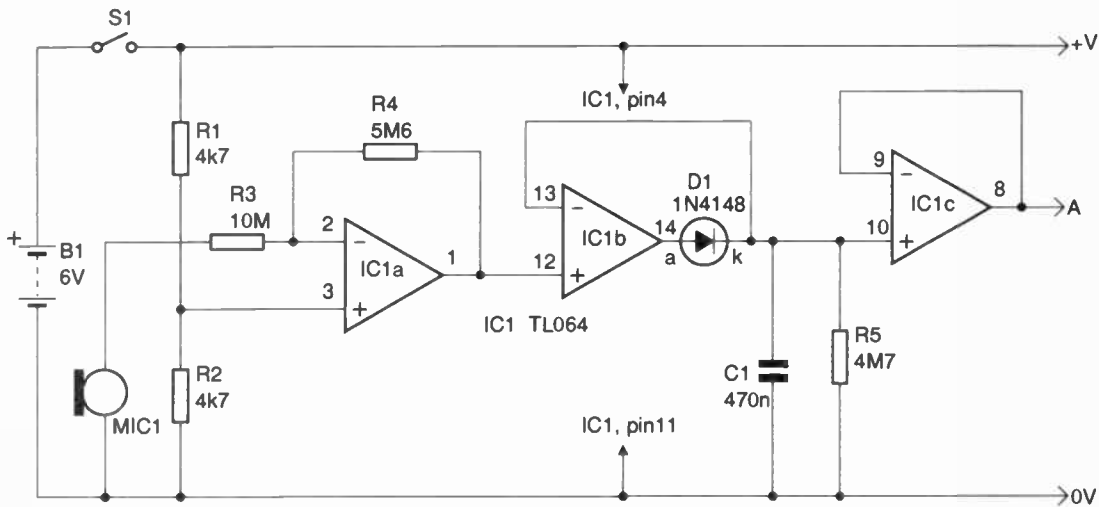 S1
+V
IC1, pin4
R4
5M6
R1
4k7
R3
10M
D1
1N4148
9
−
8
IC1c
A
10
+
13
−
14
IC1b
a
k
12
+
2
−
1
IC1a
3
+
+
B1
6V
IC1 TL064
R5
4M7
C1
470n
R2
4k7
MIC1
IC1, pin11
0V